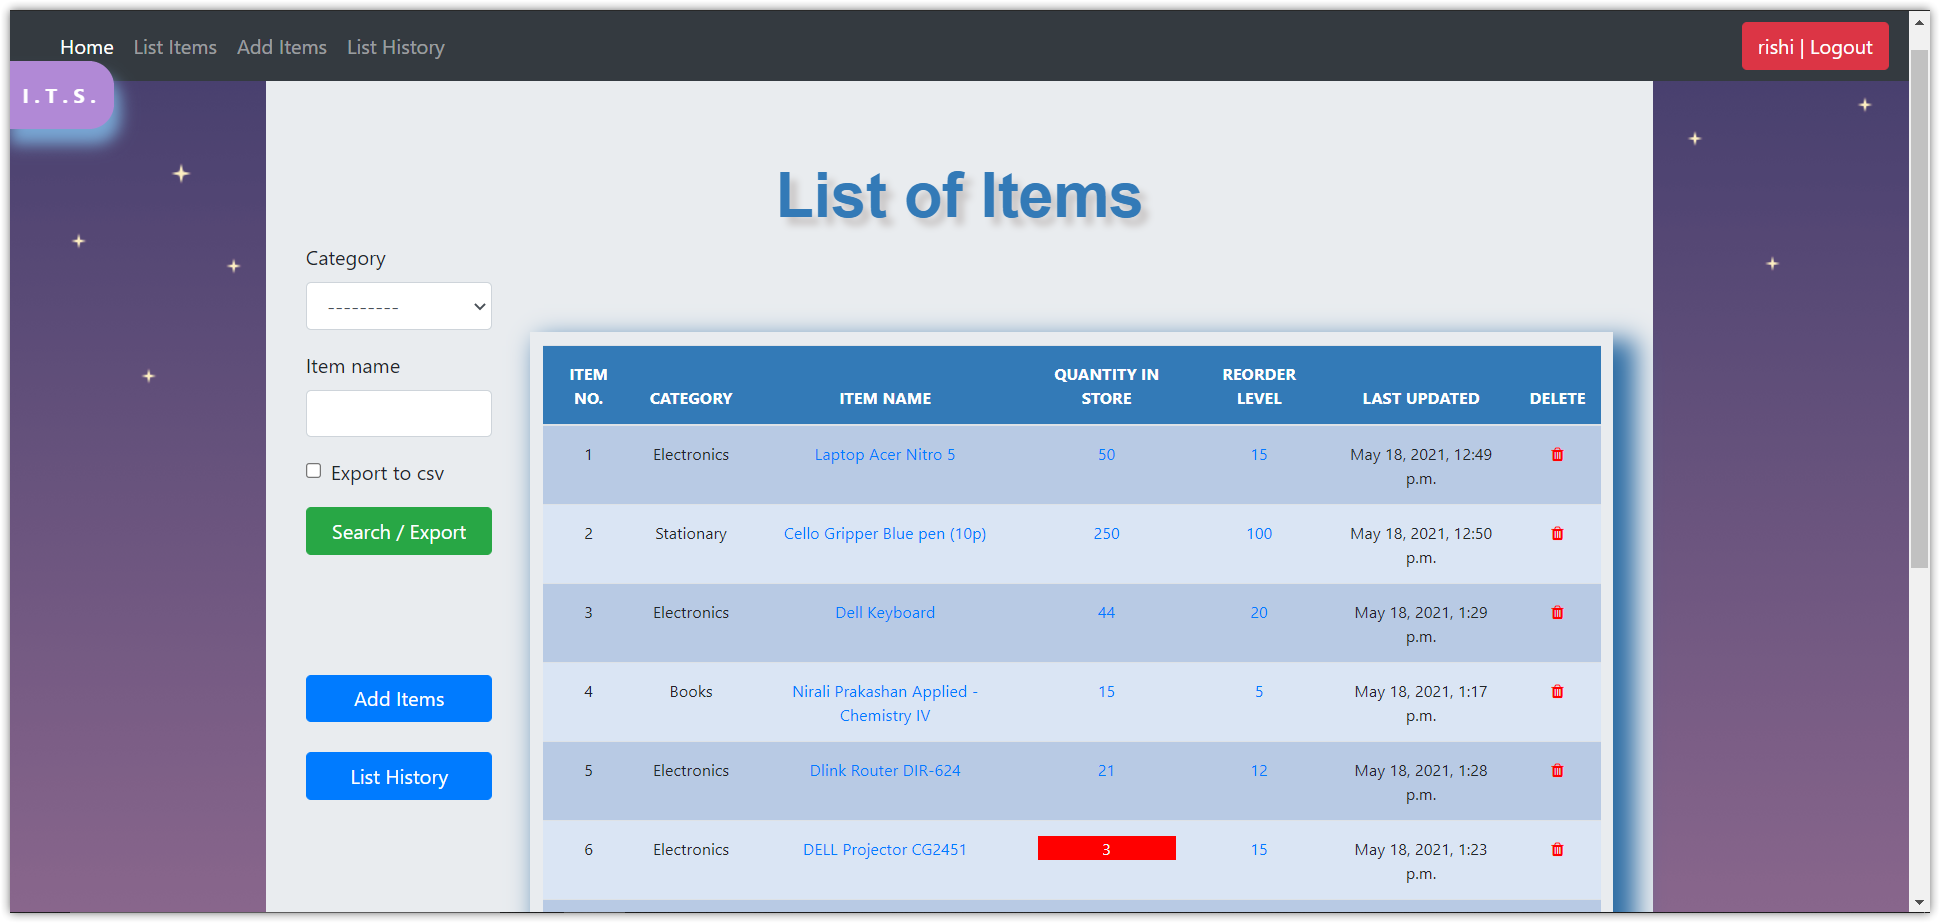 Home List Items Add Items List History rishi | Logout
I.T.S.
List of Items
Category
---------
Item name
Export to csv
Search / Export
Add Items
List History
ITEM NO. CATEGORY ITEM NAME QUANTITY IN STORE REORDER LEVEL LAST UPDATED DELETE
1 Electronics Laptop Acer Nitro 5 50 15 May 18, 2021, 12:49 p.m.
2 Stationary Cello Gripper Blue pen (10p) 250 100 May 18, 2021, 12:50 p.m.
3 Electronics Dell Keyboard 44 20 May 18, 2021, 1:29 p.m.
4 Books Nirali Prakashan Applied - Chemistry IV 15 5 May 18, 2021, 1:17 p.m.
5 Electronics Dlink Router DIR-624 21 12 May 18, 2021, 1:28 p.m.
6 Electronics DELL Projector CG2451 3 15 May 18, 2021, 1:23 p.m.